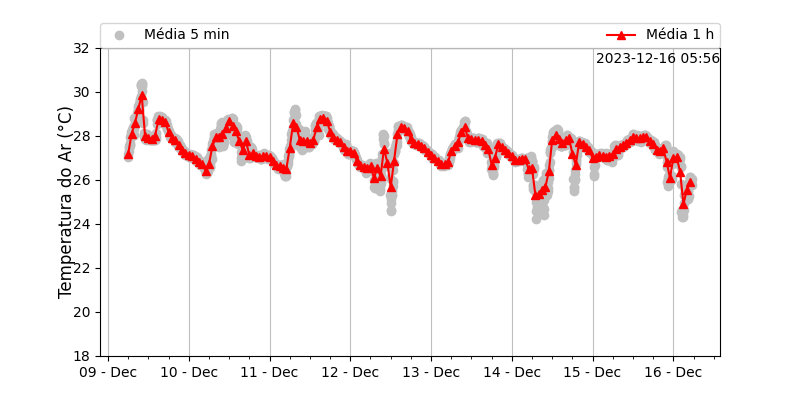 Média 5 min
Média 1 h
2023-12-16 05:56
Temperatura do Ar (°C)
32
30
28
26
24
22
20
18
09 - Dec
10 - Dec
11 - Dec
12 - Dec
13 - Dec
14 - Dec
15 - Dec
16 - Dec